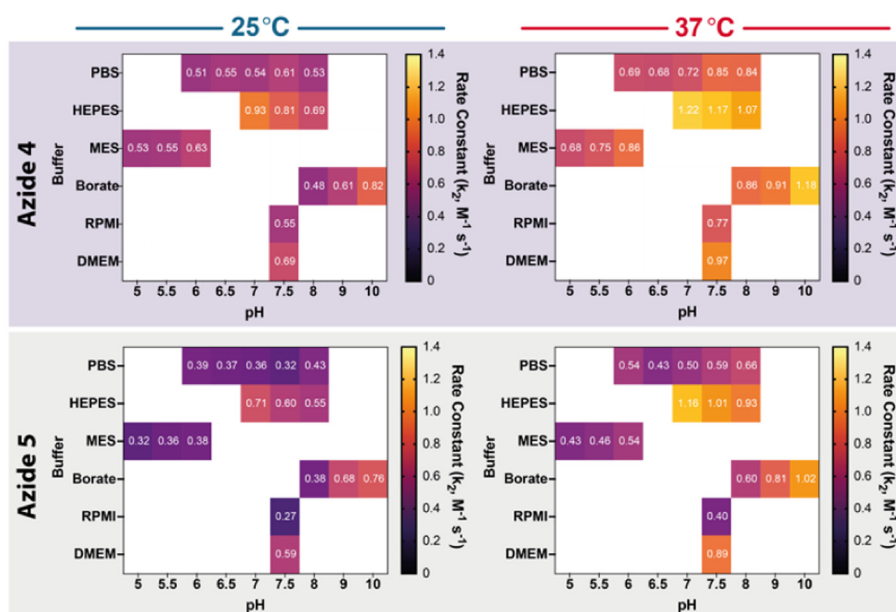 25°C
37°C
Azide 4
Buffer
PBS
0.51 0.55 0.54 0.61 0.53
HEPES
0.93 0.81 0.69
MES
0.53 0.55 0.63
Borate
0.48 0.61 0.82
RPMI
0.55
DMEM
0.69
5 5.5 6 6.5 7 7.5 8 9 10
pH
1.4
1.2
1.0
0.8
0.6
0.4
0.2
0
Rate Constant (k₂, M⁻¹ s⁻¹)
Buffer
PBS
0.69 0.68 0.72 0.85 0.84
HEPES
1.22 1.17 1.07
MES
0.68 0.75 0.86
Borate
0.86 0.91 1.18
RPMI
0.77
DMEM
0.97
5 5.5 6 6.5 7 7.5 8 9 10
pH
1.4
1.2
1.0
0.8
0.6
0.4
0.2
0
Rate Constant (k₂, M⁻¹ s⁻¹)
Azide 5
Buffer
PBS
0.39 0.37 0.36 0.32 0.43
HEPES
0.71 0.60 0.55
MES
0.32 0.36 0.38
Borate
0.38 0.68 0.76
RPMI
0.27
DMEM
0.59
5 5.5 6 6.5 7 7.5 8 9 10
pH
1.4
1.2
1.0
0.8
0.6
0.4
0.2
0
Rate Constant (k₂, M⁻¹ s⁻¹)
Buffer
PBS
0.54 0.43 0.50 0.59 0.66
HEPES
1.16 1.01 0.93
MES
0.43 0.46 0.54
Borate
0.60 0.81 1.02
RPMI
0.40
DMEM
0.89
5 5.5 6 6.5 7 7.5 8 9 10
pH
1.4
1.2
1.0
0.8
0.6
0.4
0.2
0
Rate Constant (k₂, M⁻¹ s⁻¹)